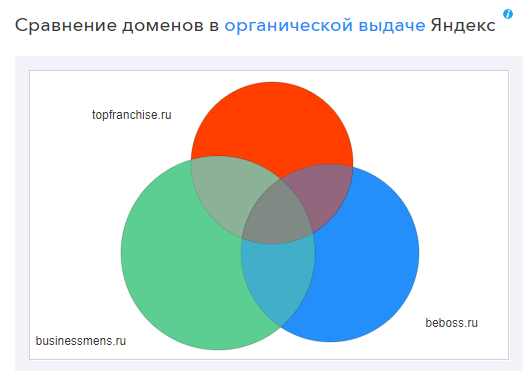 Сравнение доменов в органической выдаче Яндекс i
topfranchise.ru
beboss.ru
businessmens.ru